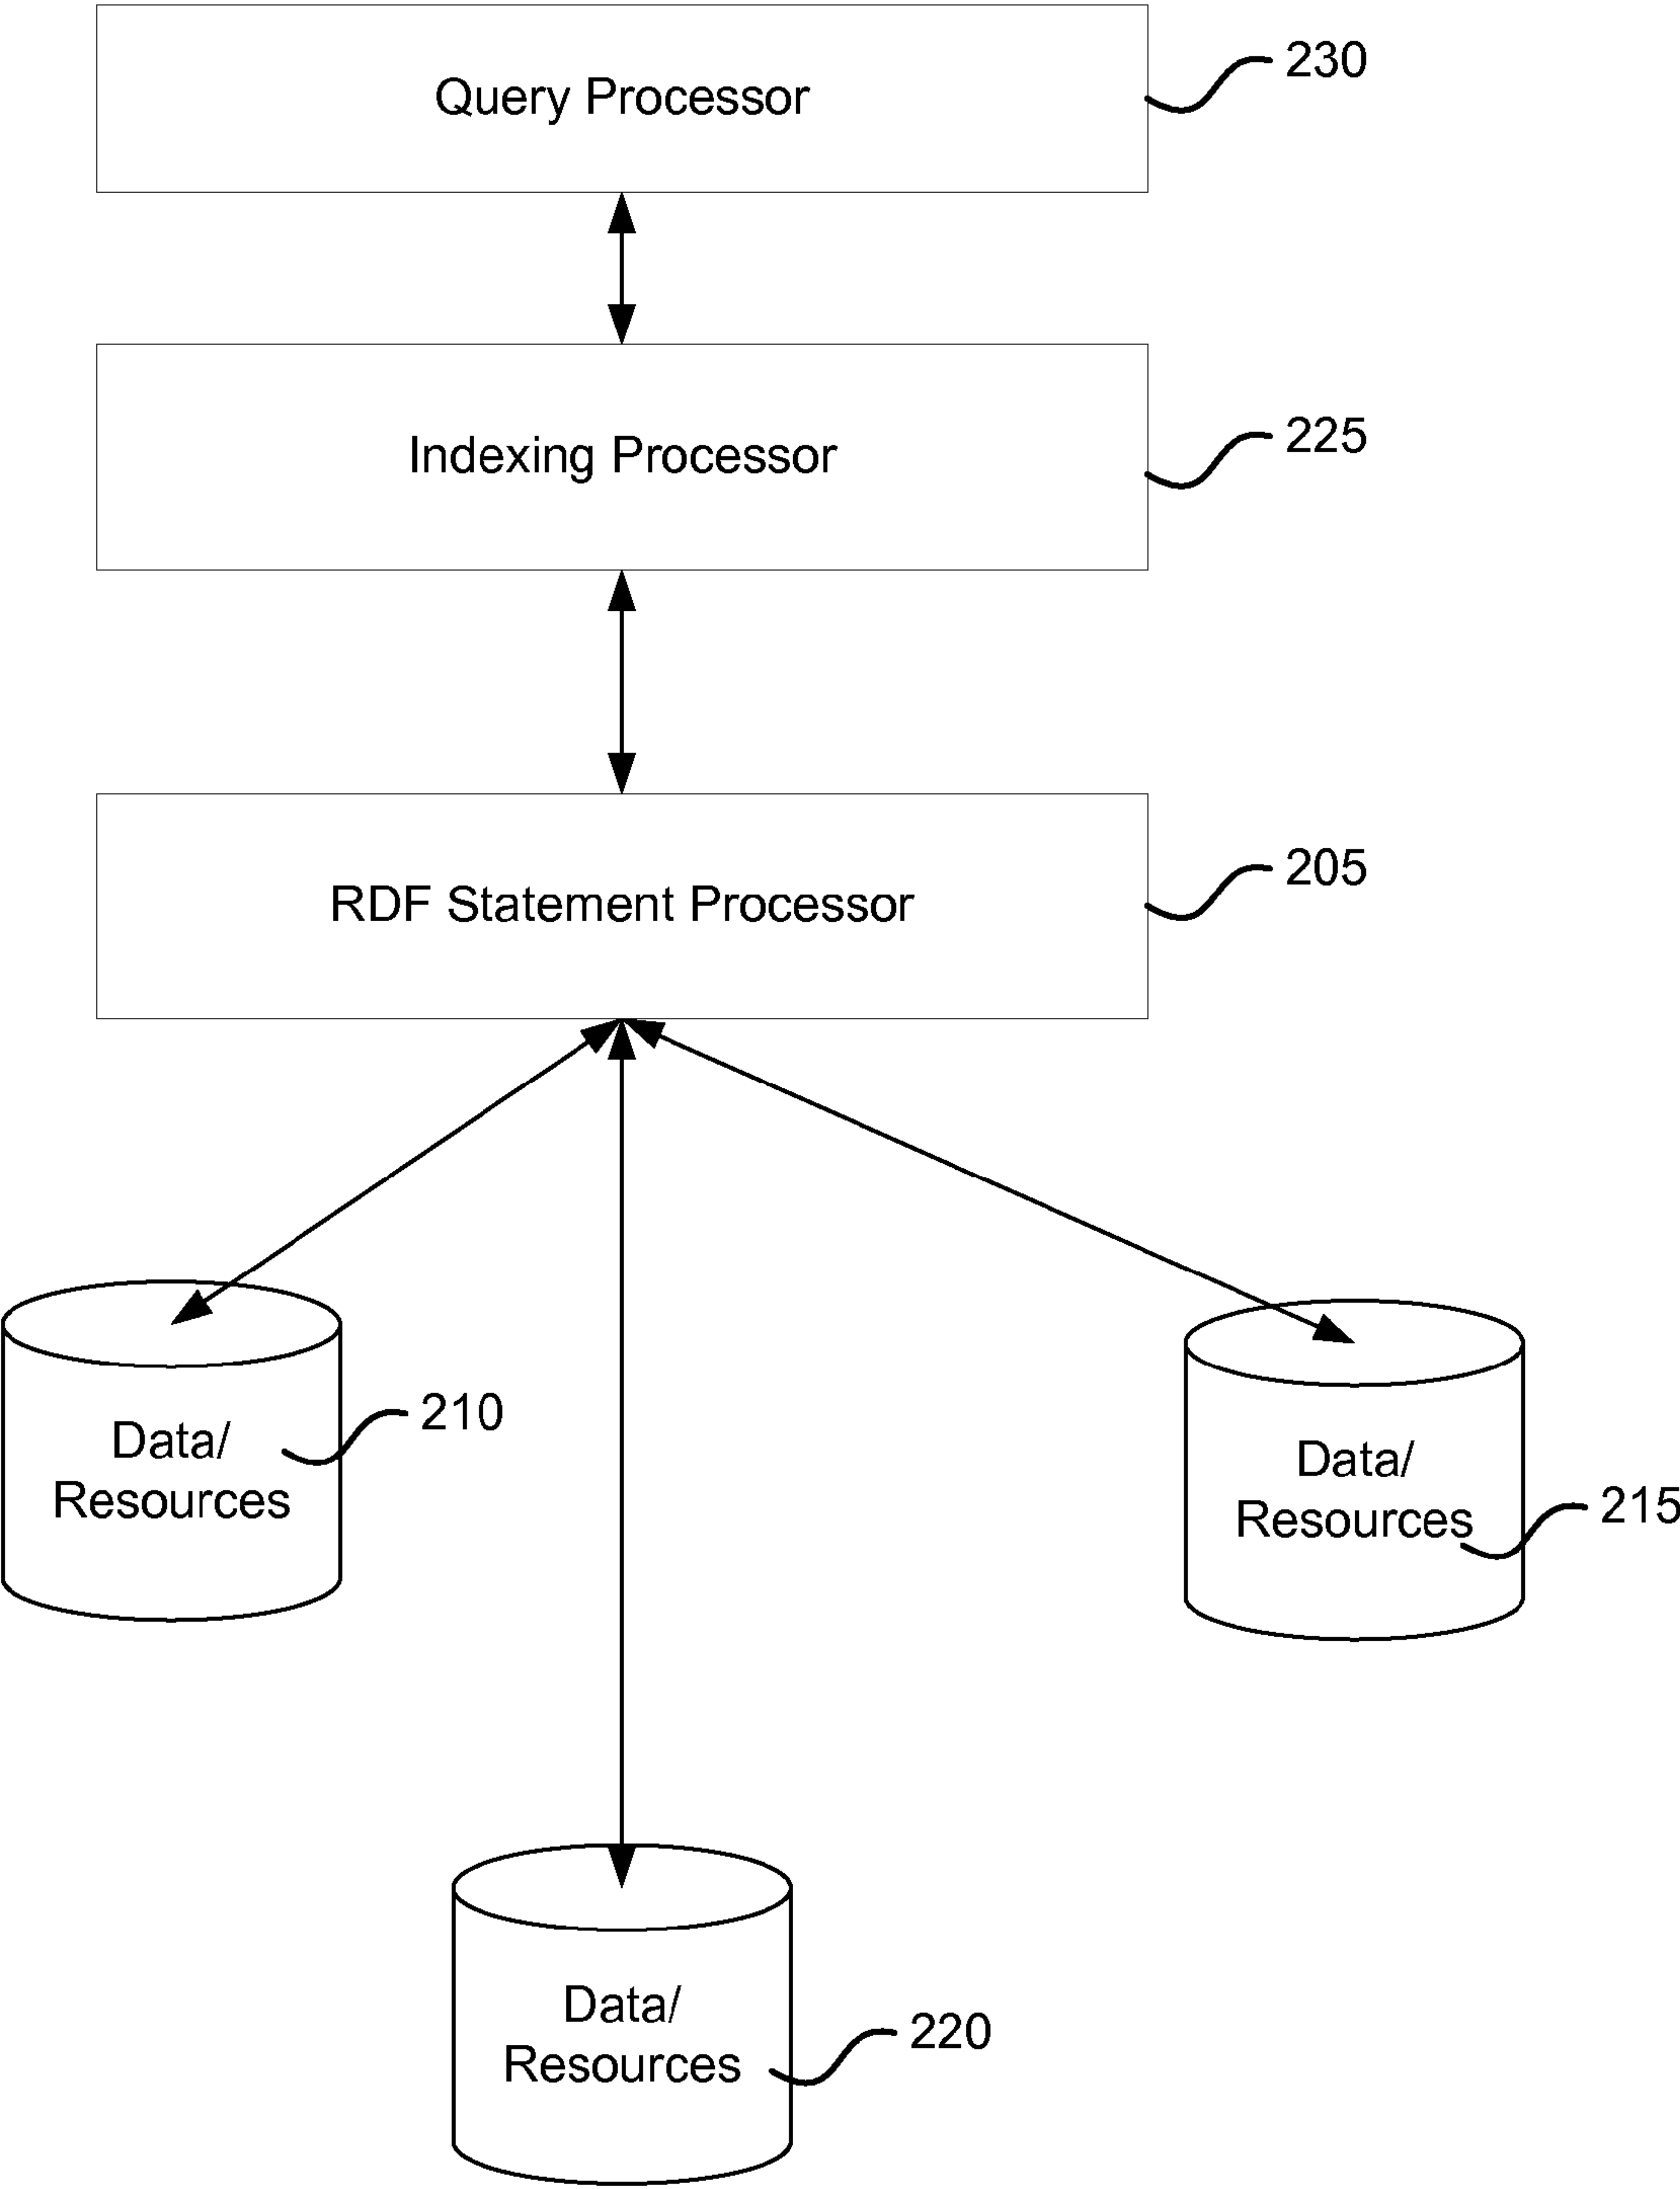 Query Processor
230
Indexing Processor
225
RDF Statement Processor
205
Data/
Resources
210
Data/
Resources
215
Data/
Resources
220